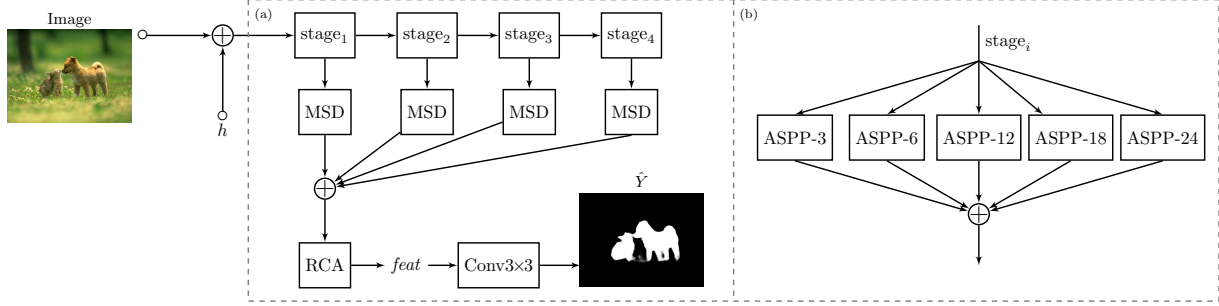 Image
h
(a)
stage₁ stage₂ stage₃ stage₄
MSD MSD MSD MSD
RCA feat Conv3×3
Ŷ
(b)
stageᵢ
ASPP-3 ASPP-6 ASPP-12 ASPP-18 ASPP-24